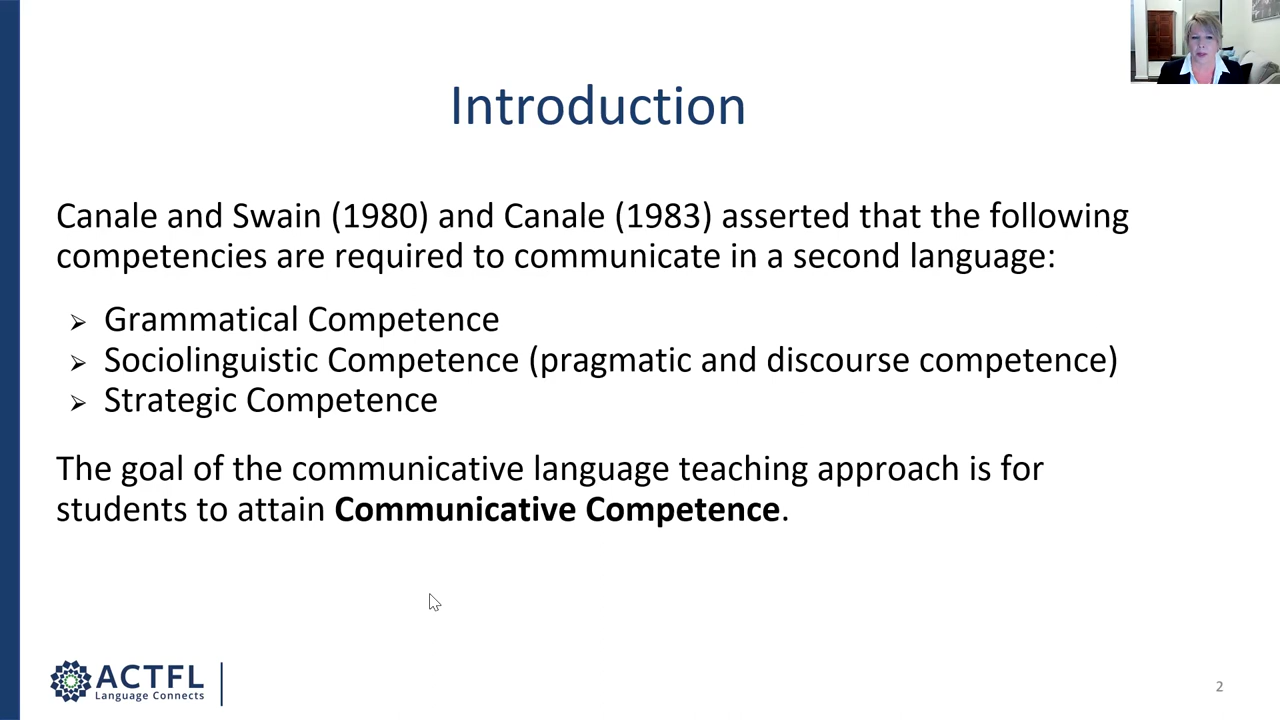 Introduction
Canale and Swain (1980) and Canale (1983) asserted that the following
competencies are required to communicate in a second language:
➢ Grammatical Competence
➢ Sociolinguistic Competence (pragmatic and discourse competence)
➢ Strategic Competence
The goal of the communicative language teaching approach is for
students to attain Communicative Competence.
ACTFL
Language Connects
2